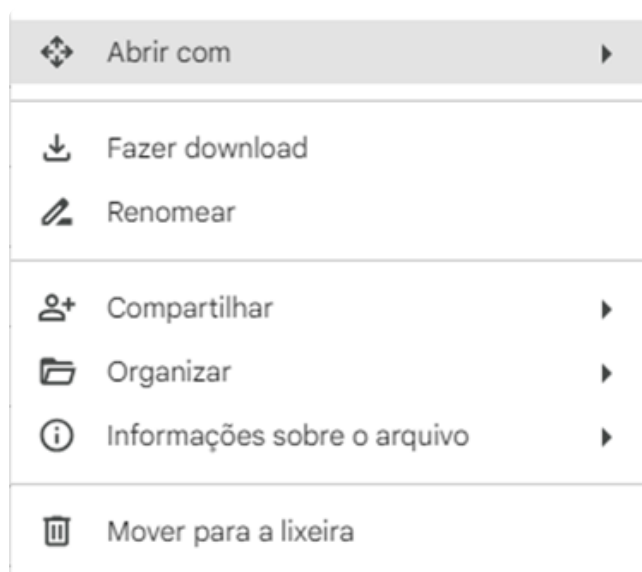 Abrir com
Fazer download
Renomear
Compartilhar
Organizar
Informações sobre o arquivo
Mover para a lixeira